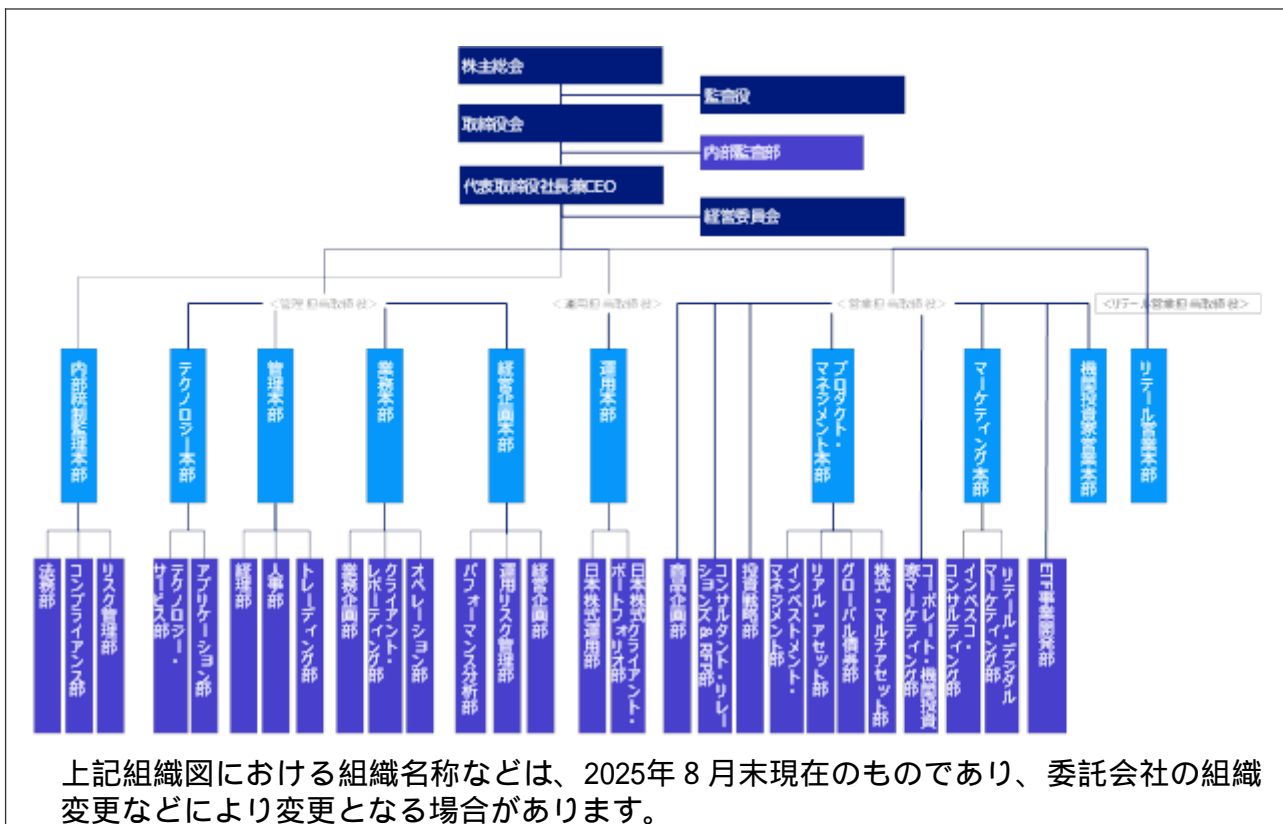 株主総会
監査役
取締役会
内部監査部
代表取締役社長兼CEO
経営委員会
<管理担当取締役>
<運用担当取締役>
<営業担当取締役>
<リテール営業担当取締役>
内部統制監理本部
テクノロジー本部
管理本部
業務本部
経営企画本部
運用本部
プロダクト・
マネジメント本部
マーケティング本部
機関投資家営業本部
リテール営業本部
法務部
コンプライアンス部
リスク管理部
テクノロジー・
サービス部
アプリケーション部
経理部
人事部
トレーディング部
業務企画部
クライアント・
レポーティング部
オペレーション部
パフォーマンス分析部
運用リスク管理部
経営企画部
日本株式運用部
日本株式クライアント・
ポートフォリオ部
商品企画部
コンサルタント・リレー
ションズ & RFP部
投資戦略部
インベストメント・
マネジメント部
リアル・アセット部
グローバル債券部
株式・マルチアセット部
コーポレート・機関投資
家マーケティング部
インベスコ・
コンサルティング部
リテール・デジタル
マーケティング部
ETF事業開発部
上記組織図における組織名称などは、2025年8月末現在のものであり、委託会社の組織
変更などにより変更となる場合があります。